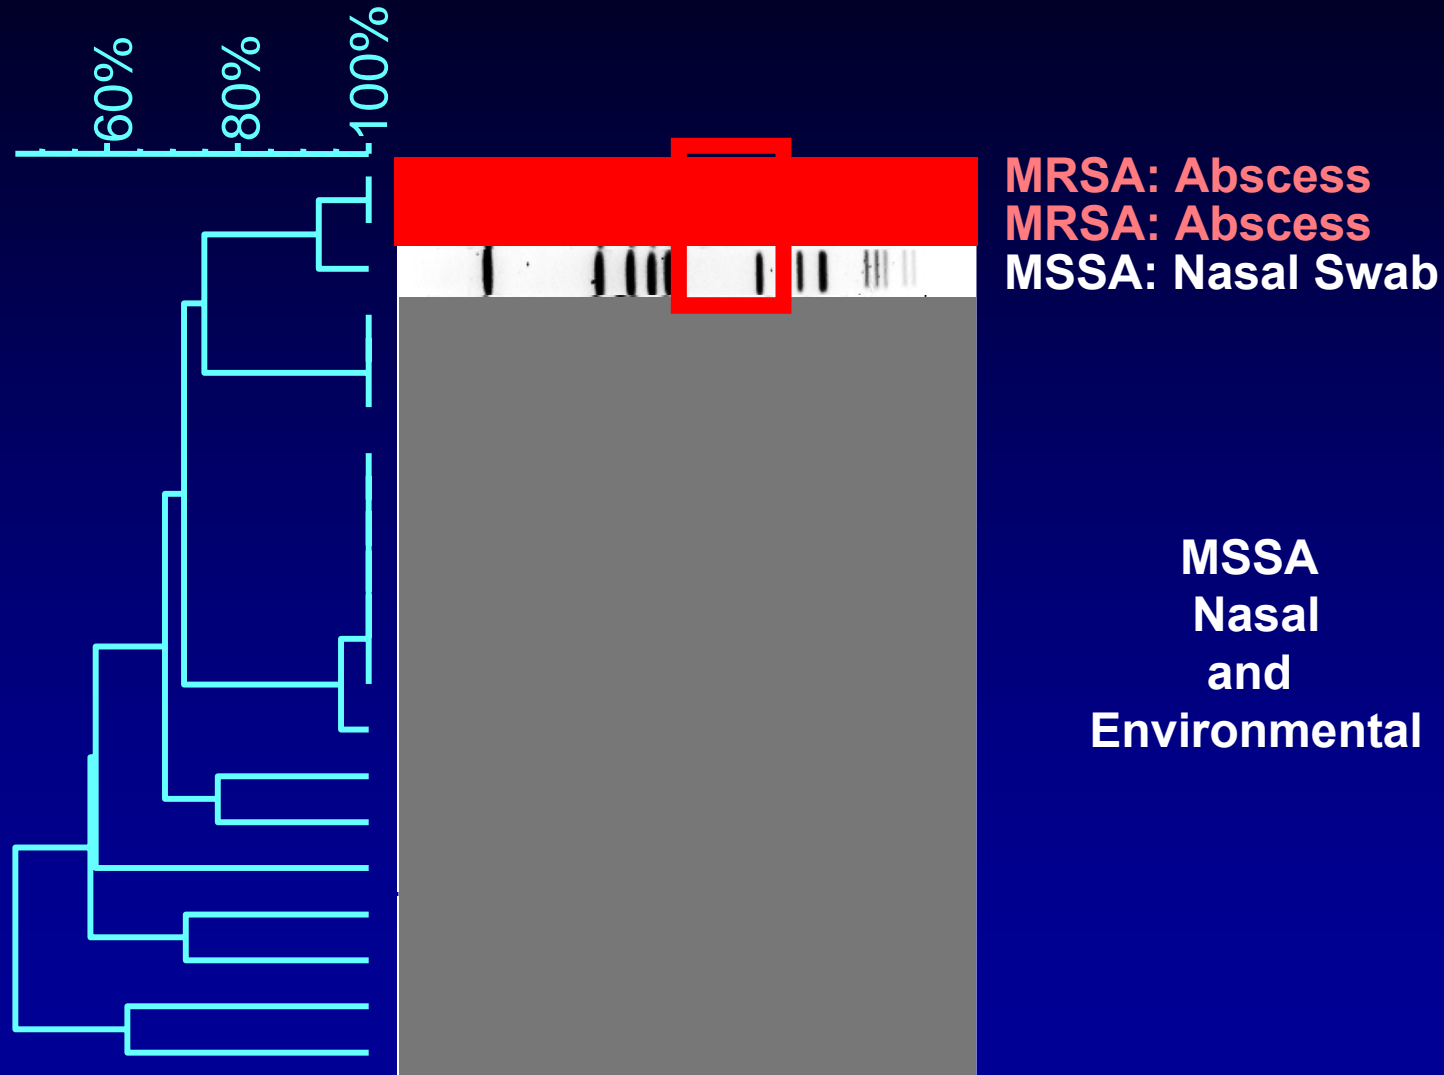 60%
80%
100%
MRSA: Abscess
MRSA: Abscess
MSSA: Nasal Swab
MSSA
Nasal
and
Environmental